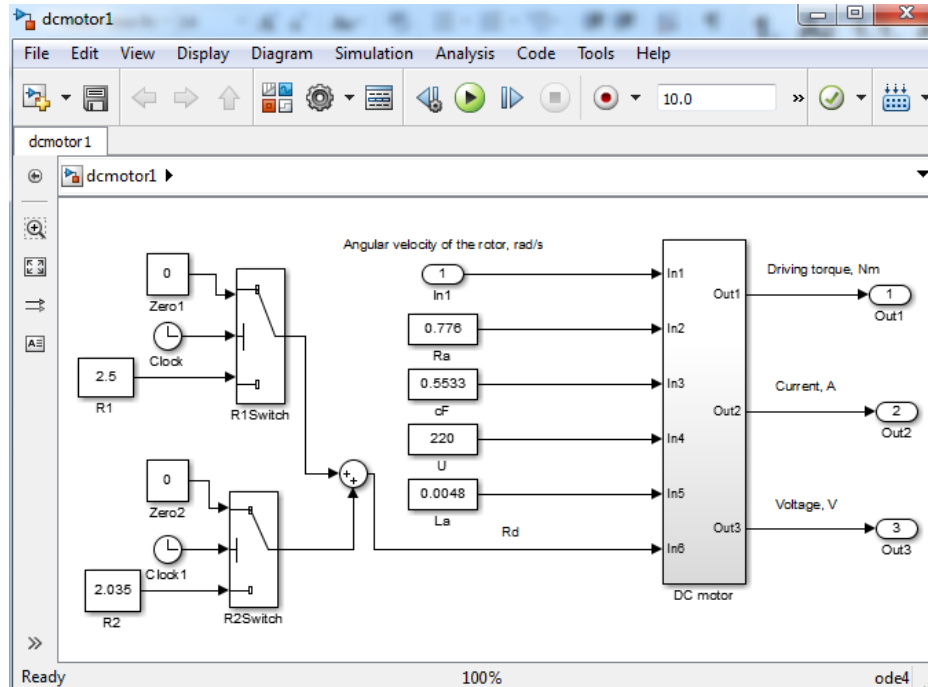 dcmotor1
File Edit View Display Diagram Simulation Analysis Code Tools Help
10.0
»
dcmotor1
dcmotor1
Angular velocity of the rotor, rad/s
0
Zero1
Clock
2.5
R1
R1Switch
1
In1
0.776
Ra
0.5533
cF
220
U
0.0048
La
Rd
0
Zero2
Clock1
2.035
R2
R2Switch
++
In1
In2
In3
In4
In5
In6
Out1
Out2
Out3
DC motor
Driving torque, Nm
1
Out1
Current, A
2
Out2
Voltage, V
3
Out3
»
Ready 100% ode4